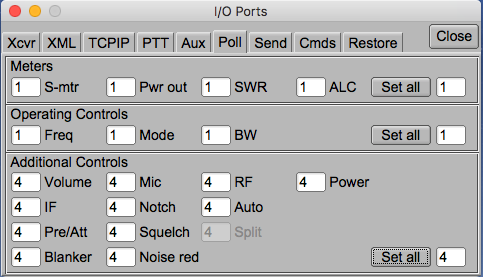 I/O Ports
Xcvr XML TCPIP PTT Aux Poll Send Cmds Restore Close
Meters
1 S-mtr 1 Pwr out 1 SWR 1 ALC Set all 1
Operating Controls
1 Freq 1 Mode 1 BW Set all 1
Additional Controls
4 Volume 4 Mic 4 RF 4 Power
4 IF 4 Notch 4 Auto
4 Pre/Att 4 Squelch 4 Split
4 Blanker 4 Noise red Set all 4